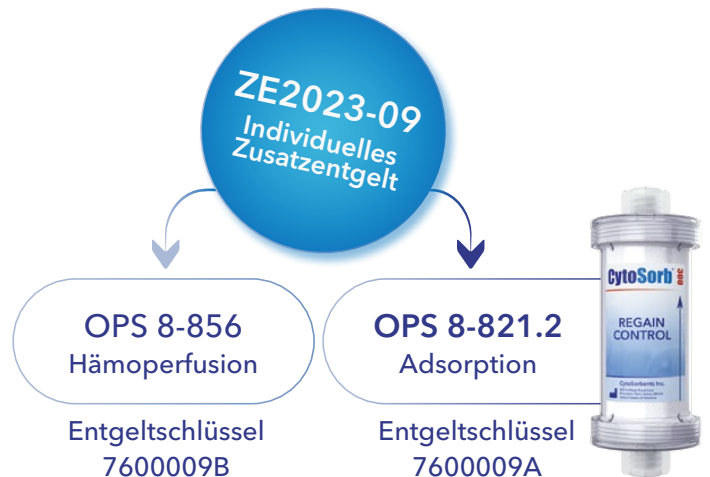 ZE2023-09
Individuelles
Zusatzentgelt
OPS 8-856
Hämoperfusion
OPS 8-821.2
Adsorption
Entgeltschlüssel
7600009B
Entgeltschlüssel
7600009A
CytoSorb 300
REGAIN
CONTROL
CytoSorbents Inc.